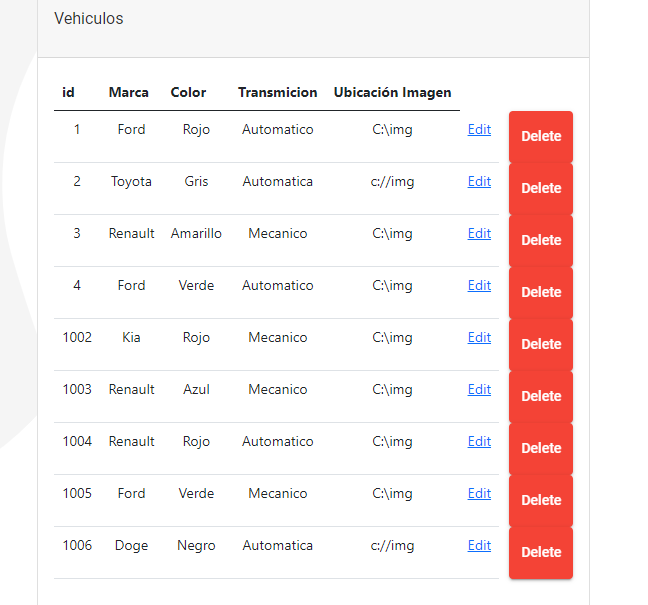 Vehiculos
id Marca Color Transmicion Ubicación Imagen
1 Ford Rojo Automatico C:\img Edit Delete
2 Toyota Gris Automatica c://img Edit Delete
3 Renault Amarillo Mecanico C:\img Edit Delete
4 Ford Verde Automatico C:\img Edit Delete
1002 Kia Rojo Mecanico C:\img Edit Delete
1003 Renault Azul Mecanico C:\img Edit Delete
1004 Renault Rojo Automatico C:\img Edit Delete
1005 Ford Verde Mecanico C:\img Edit Delete
1006 Doge Negro Automatica c://img Edit Delete